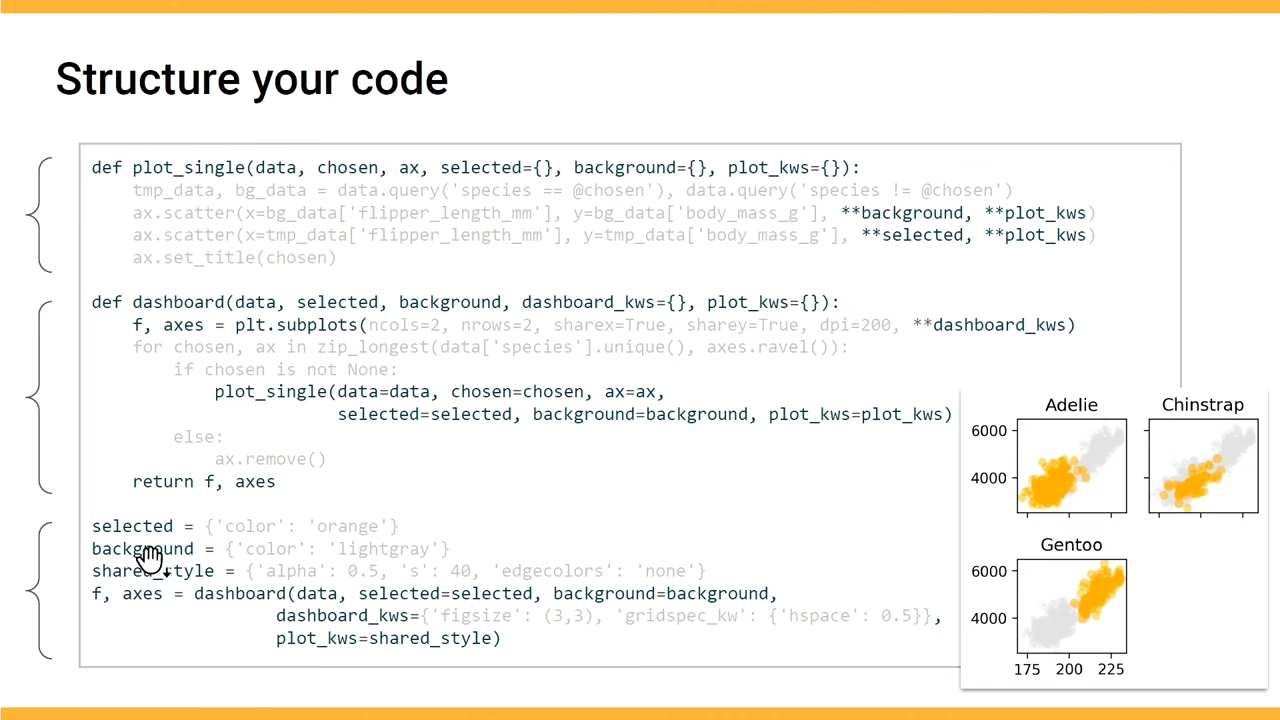 Structure your code
def plot_single(data, chosen, ax, selected={}, background={}, plot_kws={}):
    tmp_data, bg_data = data.query('species == @chosen'), data.query('species != @chosen')
    ax.scatter(x=bg_data['flipper_length_mm'], y=bg_data['body_mass_g'], **background, **plot_kws)
    ax.scatter(x=tmp_data['flipper_length_mm'], y=tmp_data['body_mass_g'], **selected, **plot_kws)
    ax.set_title(chosen)
def dashboard(data, selected, background, dashboard_kws={}, plot_kws={}):
    f, axes = plt.subplots(ncols=2, nrows=2, sharex=True, sharey=True, dpi=200, **dashboard_kws)
    for chosen, ax in zip_longest(data['species'].unique(), axes.ravel()):
        if chosen is not None:
            plot_single(data=data, chosen=chosen, ax=ax,
                        selected=selected, background=background, plot_kws=plot_kws)
        else:
            ax.remove()
    return f, axes
selected = {'color': 'orange'}
background = {'color': 'lightgray'}
shared_style = {'alpha': 0.5, 's': 40, 'edgecolors': 'none'}
f, axes = dashboard(data, selected=selected, background=background,
                  dashboard_kws={'figsize': (3,3), 'gridspec_kw': {'hspace': 0.5}},
                  plot_kws=shared_style)
Adelie Chinstrap
6000
4000
Gentoo
6000
4000
175 200 225